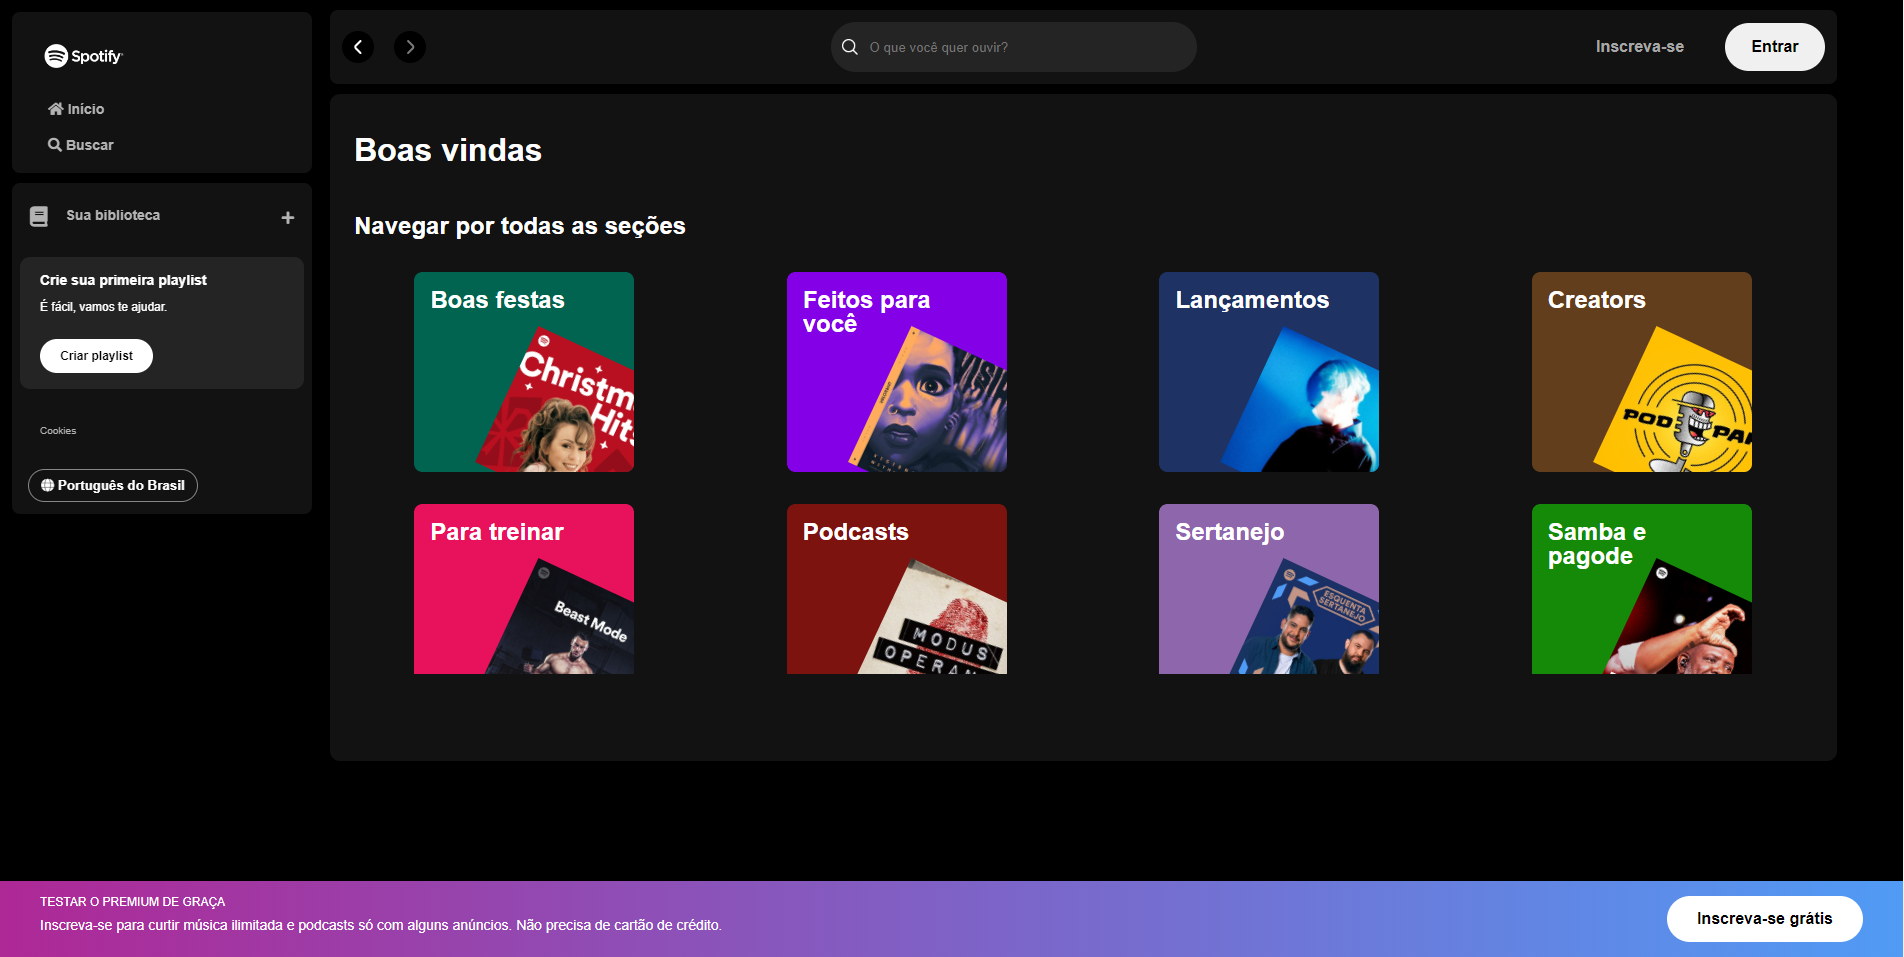 Spotify
Início
Buscar
Sua biblioteca
Crie sua primeira playlist
É fácil, vamos te ajudar.
Criar playlist
Cookies
Português do Brasil
O que você quer ouvir?
Inscreva-se
Entrar
Boas vindas
Navegar por todas as seções
Boas festas
Christm
Hits
Feitos para
você
Lançamentos
Creators
POD PAH
Para treinar
Beast Mode
Podcasts
MODUS
OPERAN
Sertanejo
ESQUENTA
SERTANEJO
Samba e
pagode
TESTAR O PREMIUM DE GRAÇA
Inscreva-se para curtir música ilimitada e podcasts só com alguns anúncios. Não precisa de cartão de crédito.
Inscreva-se grátis